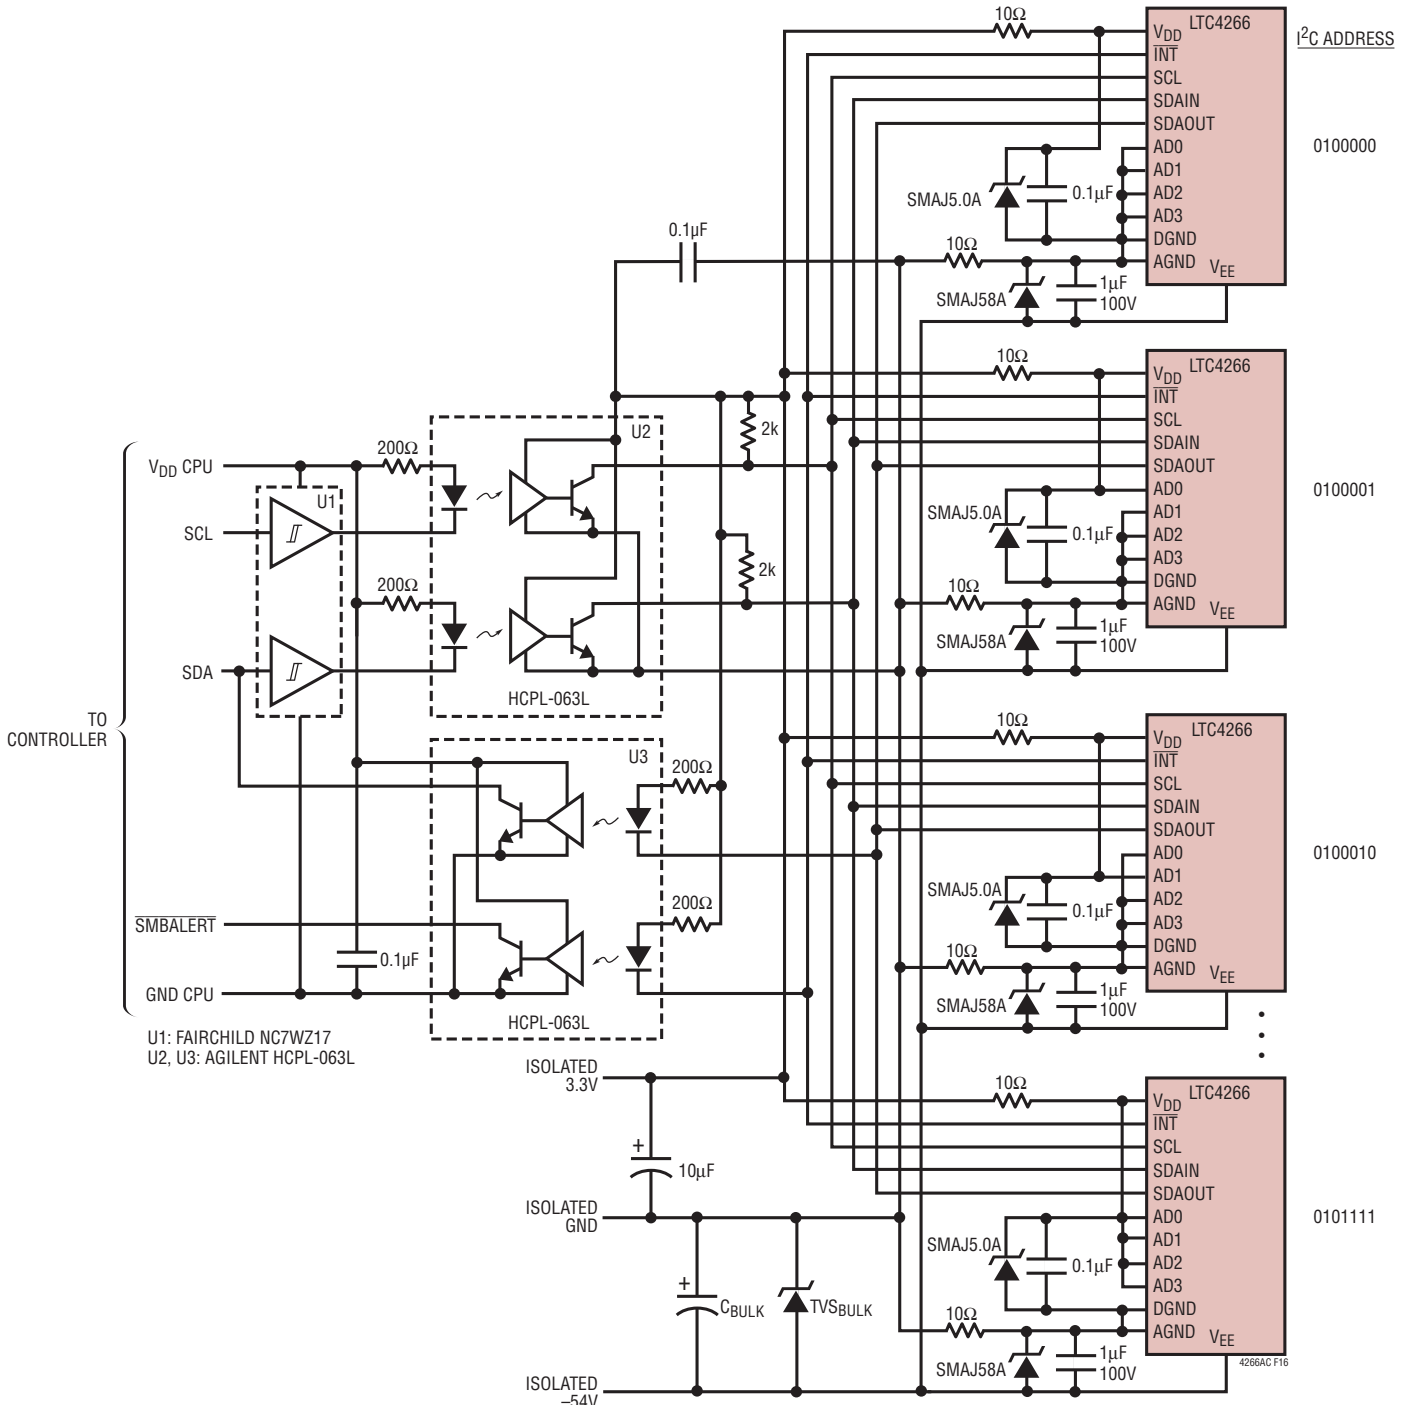 10Ω
LTC4266
I²C ADDRESS
VDD
INT
SCL
SDAIN
SDAOUT
AD0
0100000
AD1
SMAJ5.0A
0.1µF
AD2
AD3
DGND
0.1µF
10Ω
AGND
VEE
SMAJ58A
1µF
100V
10Ω
LTC4266
VDD
INT
SCL
SDAIN
SDAOUT
AD0
0100001
AD1
SMAJ5.0A
0.1µF
AD2
AD3
DGND
10Ω
AGND
VEE
SMAJ58A
1µF
100V
U2
2k
200Ω
VDD CPU
U1
SCL
2k
200Ω
SDA
HCPL-063L
TO
CONTROLLER
U3
200Ω
200Ω
SMBALERT
0.1µF
GND CPU
HCPL-063L
U1: FAIRCHILD NC7WZ17
U2, U3: AGILENT HCPL-063L
10Ω
LTC4266
VDD
INT
SCL
SDAIN
SDAOUT
AD0
0100010
AD1
SMAJ5.0A
0.1µF
AD2
AD3
DGND
10Ω
AGND
VEE
SMAJ58A
1µF
100V
ISOLATED
3.3V
+
10µF
ISOLATED
GND
+
CBULK
TVSBULK
ISOLATED
–54V
10Ω
LTC4266
VDD
INT
SCL
SDAIN
SDAOUT
AD0
0101111
AD1
SMAJ5.0A
0.1µF
AD2
AD3
DGND
10Ω
AGND
VEE
SMAJ58A
1µF
100V
4266AC F16